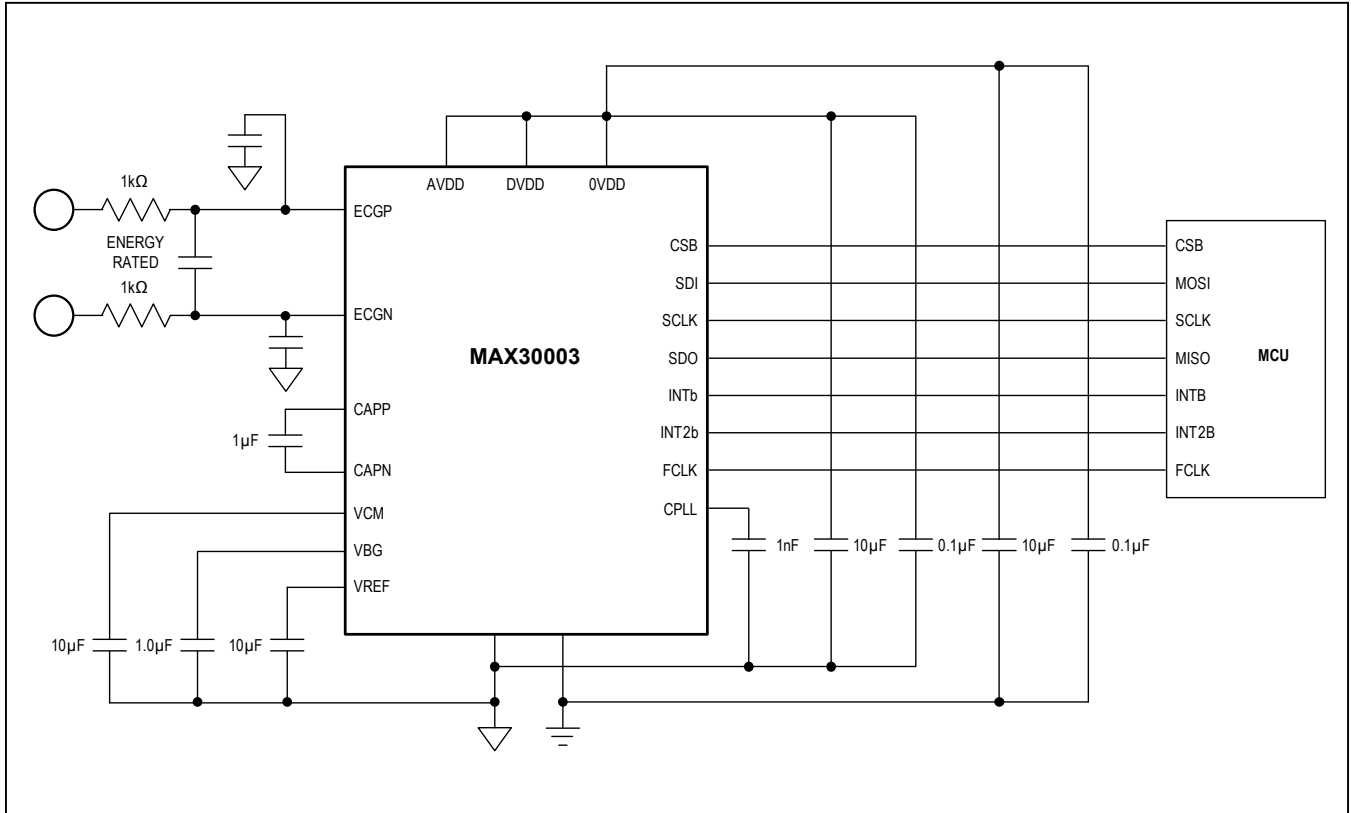 AVDD
DVDD
0VDD
1kΩ
ECGP
ENERGY
RATED
1kΩ
ECGN
CAPP
1µF
CAPN
VCM
VBG
VREF
10µF
1.0µF
10µF
MAX30003
CSB
SDI
SCLK
SDO
INTb
INT2b
FCLK
CPLL
1nF
10µF
0.1µF
10µF
0.1µF
CSB
MOSI
SCLK
MISO
INTB
INT2B
FCLK
MCU